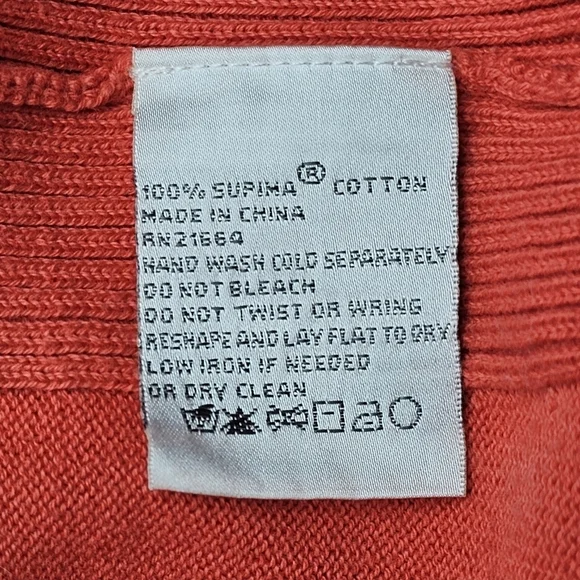 100% SUPIMA® COTTON
MADE IN CHINA
RN21664
HAND WASH COLD SEPARATELY
DO NOT BLEACH
DO NOT TWIST OR WRING
RESHAPE AND LAY FLAT TO DRY
LOW IRON IF NEEDED
OR DRY CLEAN